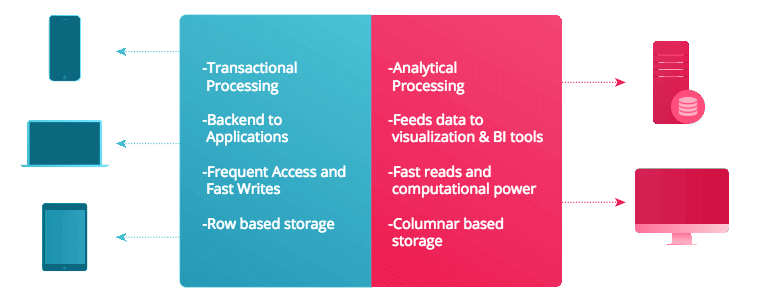 -Transactional
Processing
-Backend to
Applications
-Frequent Access and
Fast Writes
-Row based storage
-Analytical
Processing
-Feeds data to
visualization & BI tools
-Fast reads and
computational power
-Columnar based
storage